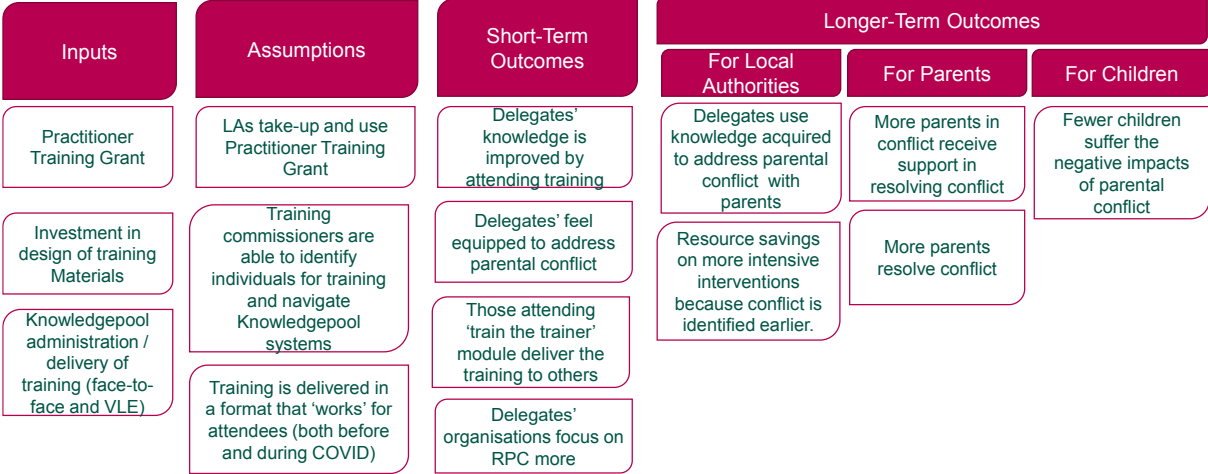 Inputs
Practitioner
Training Grant
Investment in
design of training
Materials
Knowledgepool
administration /
delivery of
training (face-to-
face and VLE)
Assumptions
LAs take-up and use
Practitioner Training
Grant
Training
commissioners are
able to identify
individuals for training
and navigate
Knowledgepool
systems
Training is delivered in
a format that ‘works’ for
attendees (both before
and during COVID)
Short-Term
Outcomes
Delegates’
knowledge is
improved by
attending training
Delegates’ feel
equipped to address
parental conflict
Those attending
‘train the trainer’
module deliver the
training to others
Delegates’
organisations focus on
RPC more
Longer-Term Outcomes
For Local
Authorities
Delegates use
knowledge acquired
to address parental
conflict with
parents
Resource savings
on more intensive
interventions
because conflict is
identified earlier.
For Parents
More parents in
conflict receive
support in
resolving conflict
More parents
resolve conflict
For Children
Fewer children
suffer the
negative impacts
of parental
conflict